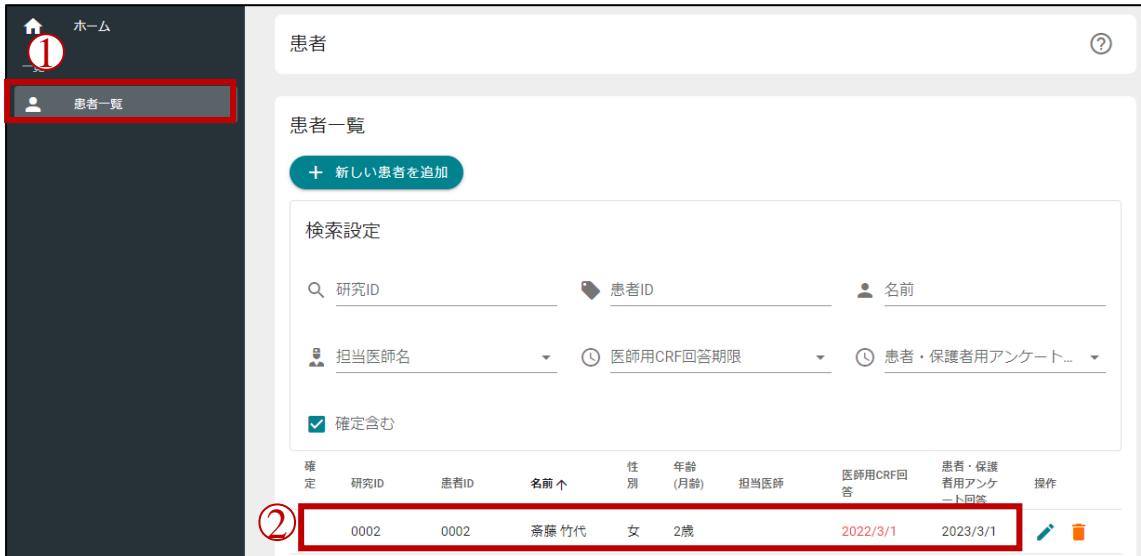 ホーム
①
一覧
患者一覧
患者
患者一覧
+ 新しい患者を追加
検索設定
研究ID
患者ID
名前
担当医師名
医師用CRF回答期限
患者・保護者用アンケート...
確定含む
確定 研究ID 患者ID 名前↑ 性別 年齢(月齢) 担当医師 医師用CRF回答 患者・保護者用アンケート回答 操作
② 0002 0002 斎藤 竹代 女 2歳 2022/3/1 2023/3/1